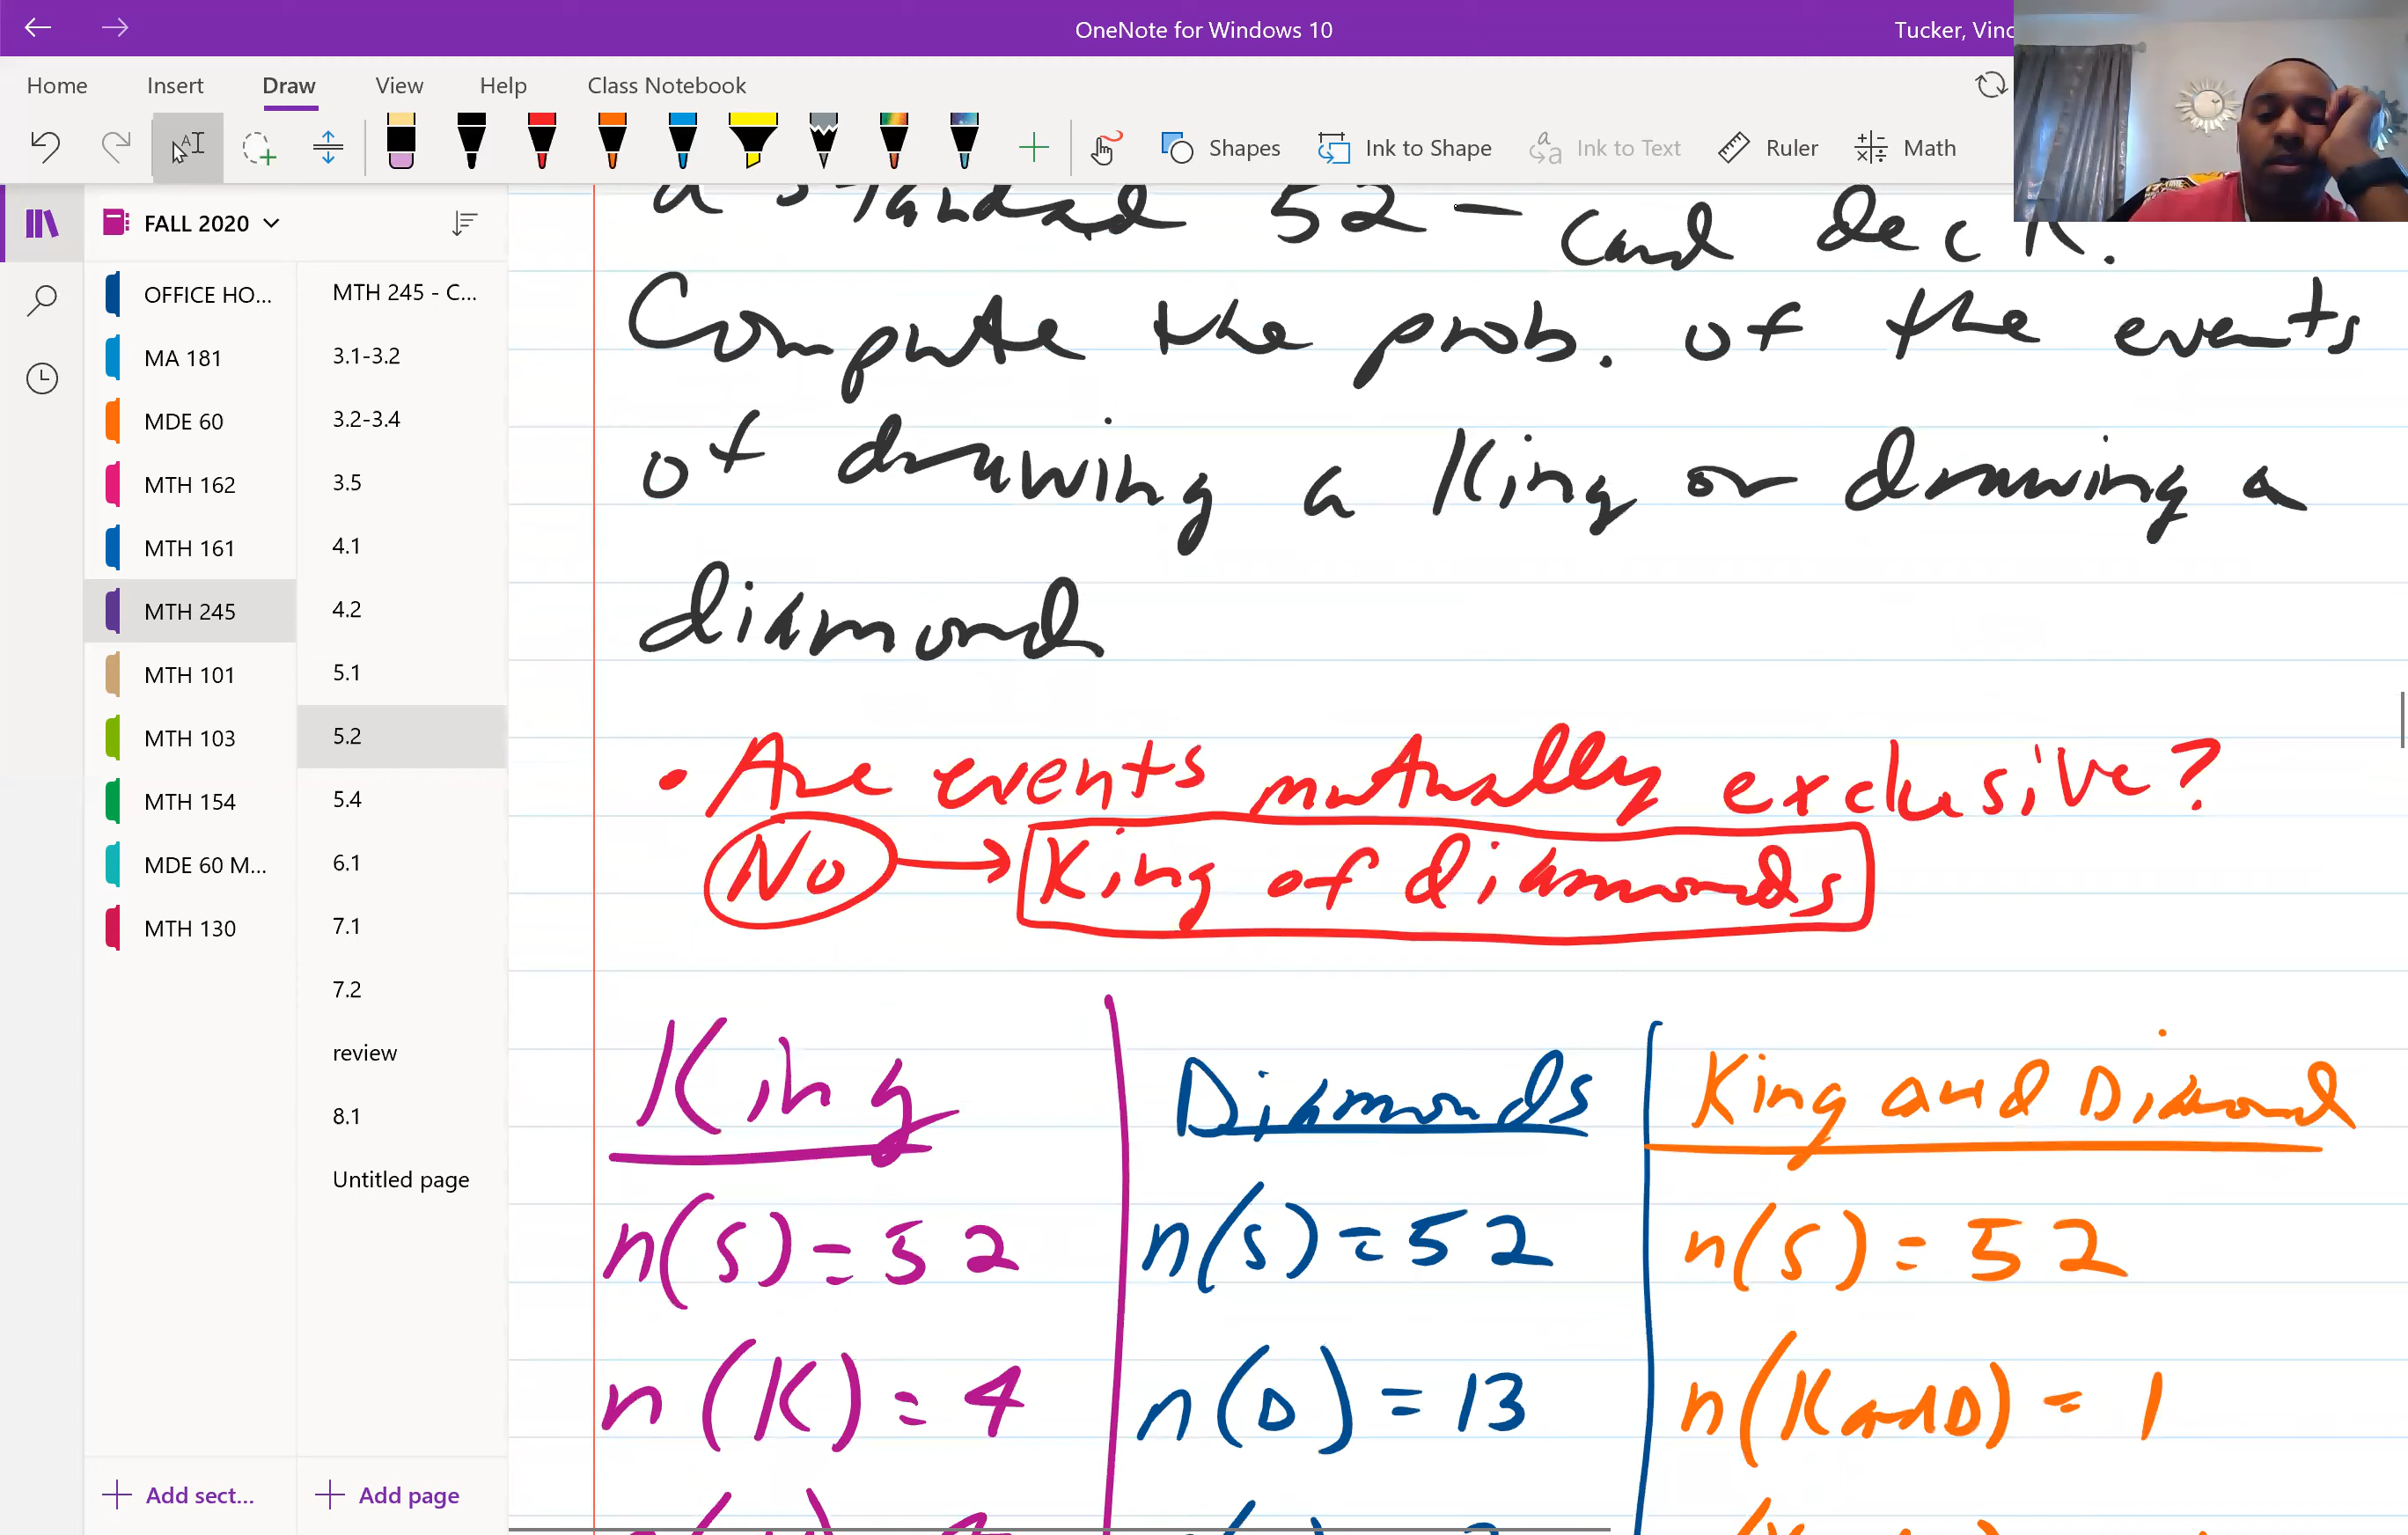 OneNote for Windows 10
Tucker, Vinc
Home Insert Draw View Help Class Notebook
Shapes Ink to Shape Ink to Text Ruler Math
FALL 2020
OFFICE HO...
MA 181
MDE 60
MTH 162
MTH 161
MTH 245
MTH 101
MTH 103
MTH 154
MDE 60 M...
MTH 130
Add sect...
MTH 245 - C...
3.1-3.2
3.2-3.4
3.5
4.1
4.2
5.1
5.2
5.4
6.1
7.1
7.2
review
8.1
Untitled page
Add page
a standard 52-card deck.
Compute the prob. of the events
of drawing a King or drawing a
diamond
• Are events mutually exclusive?
No → King of diamonds
King
n(S) = 52
n(K) = 4
Diamonds
n(S) = 52
n(D) = 13
King and Diamond
n(S) = 52
n(K and D) = 1